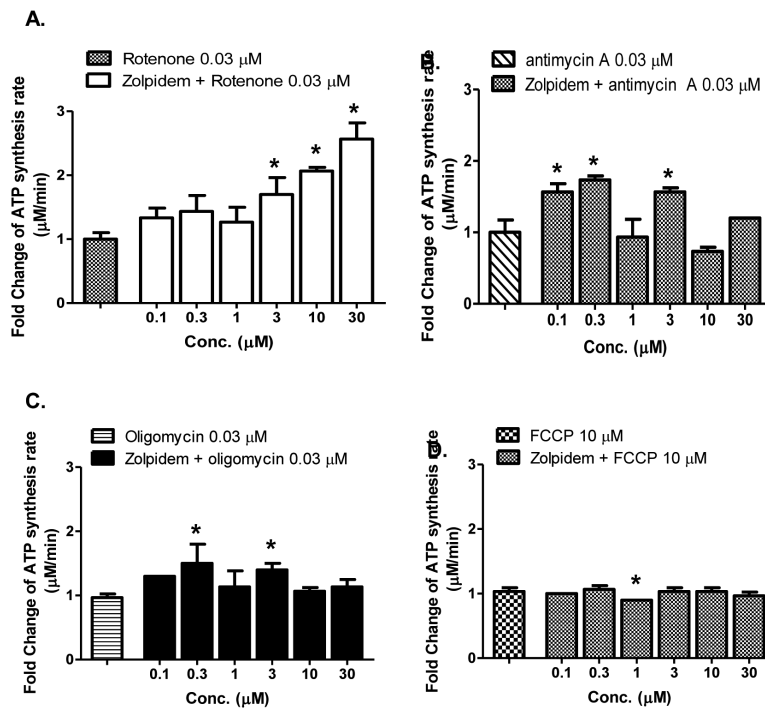 A.
Rotenone 0.03 μM
Zolpidem + Rotenone 0.03 μM
Fold Change of ATP synthesis rate
(μM/min)
3
2
1
0
*
*
*
0.1
0.3
1
3
10
30
Conc. (μM)
antimycin A 0.03 μM
Zolpidem + antimycin A 0.03 μM
Fold Change of ATP synthesis rate
(μM/min)
3
2
1
0
*
*
*
0.1
0.3
1
3
10
30
Conc. (μM)
C.
Oligomycin 0.03 μM
Zolpidem + oligomycin 0.03 μM
Fold Change of ATP synthesis rate
(μM/min)
3
2
1
0
*
*
0.1
0.3
1
3
10
30
Conc. (μM)
D.
FCCP 10 μM
Zolpidem + FCCP 10 μM
Fold Change of ATP synthesis rate
(μM/min)
3
2
1
0
*
0.1
0.3
1
3
10
30
Conc. (μM)